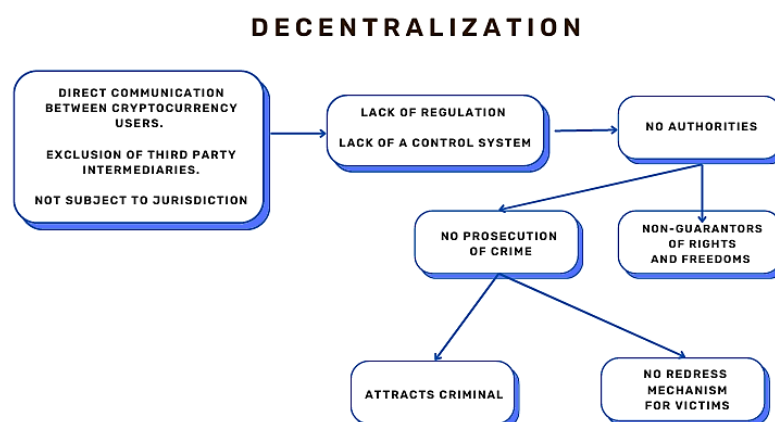 DECENTRALIZATION
DIRECT COMMUNICATION
BETWEEN CRYPTOCURRENCY
USERS.
EXCLUSION OF THIRD PARTY
INTERMEDIARIES.
NOT SUBJECT TO JURISDICTION
LACK OF REGULATION
LACK OF A CONTROL SYSTEM
NO AUTHORITIES
NO PROSECUTION
OF CRIME
NON-GUARANTORS
OF RIGHTS
AND FREEDOMS
ATTRACTS CRIMINAL
NO REDRESS
MECHANISM
FOR VICTIMS